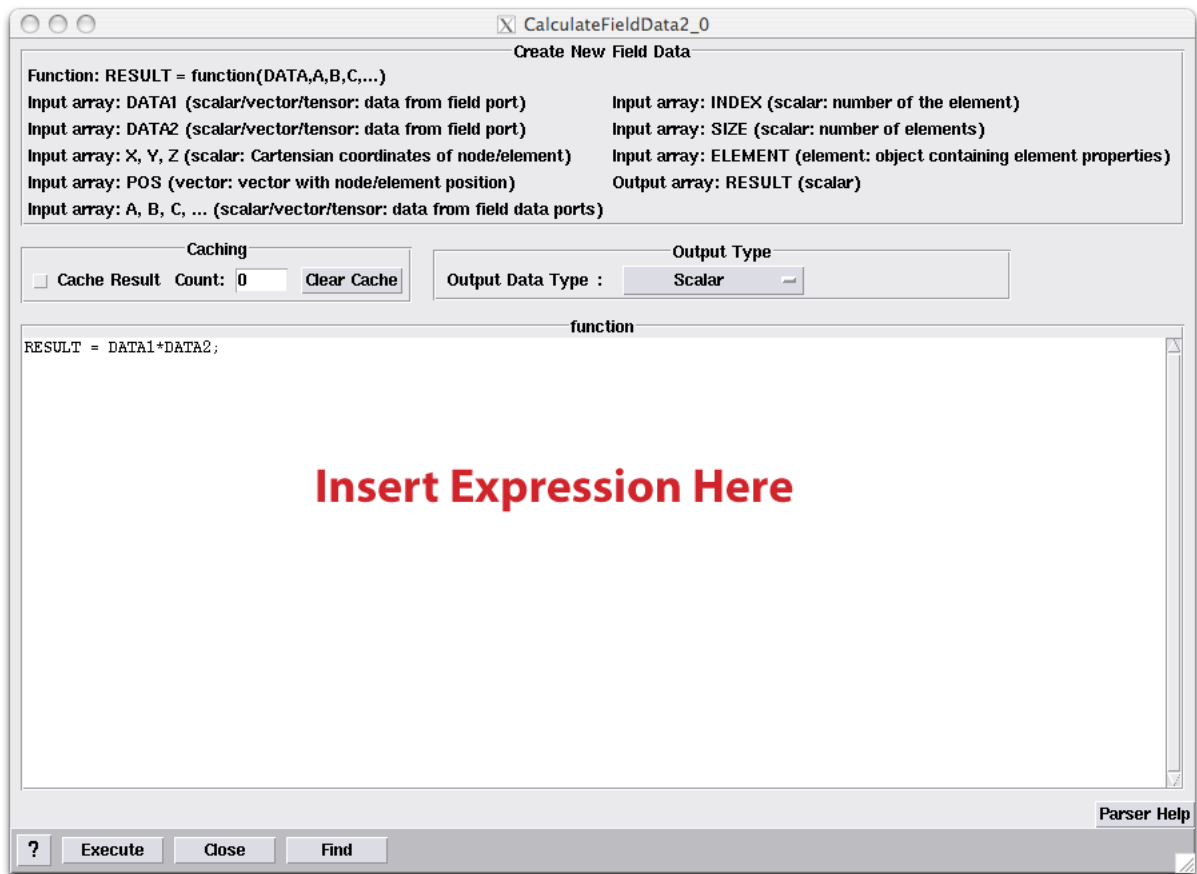 CalculateFieldData2_0
Create New Field Data
Function: RESULT = function(DATA,A,B,C,...)
Input array: DATA1 (scalar/vector/tensor: data from field port)
Input array: INDEX (scalar: number of the element)
Input array: DATA2 (scalar/vector/tensor: data from field port)
Input array: SIZE (scalar: number of elements)
Input array: X, Y, Z (scalar: Cartensian coordinates of node/element)
Input array: ELEMENT (element: object containing element properties)
Input array: POS (vector: vector with node/element position)
Output array: RESULT (scalar)
Input array: A, B, C, ... (scalar/vector/tensor: data from field data ports)
Caching
Cache Result Count: 0 Clear Cache
Output Type
Output Data Type : Scalar
function
RESULT = DATA1*DATA2;
Insert Expression Here
Parser Help
? Execute Close Find